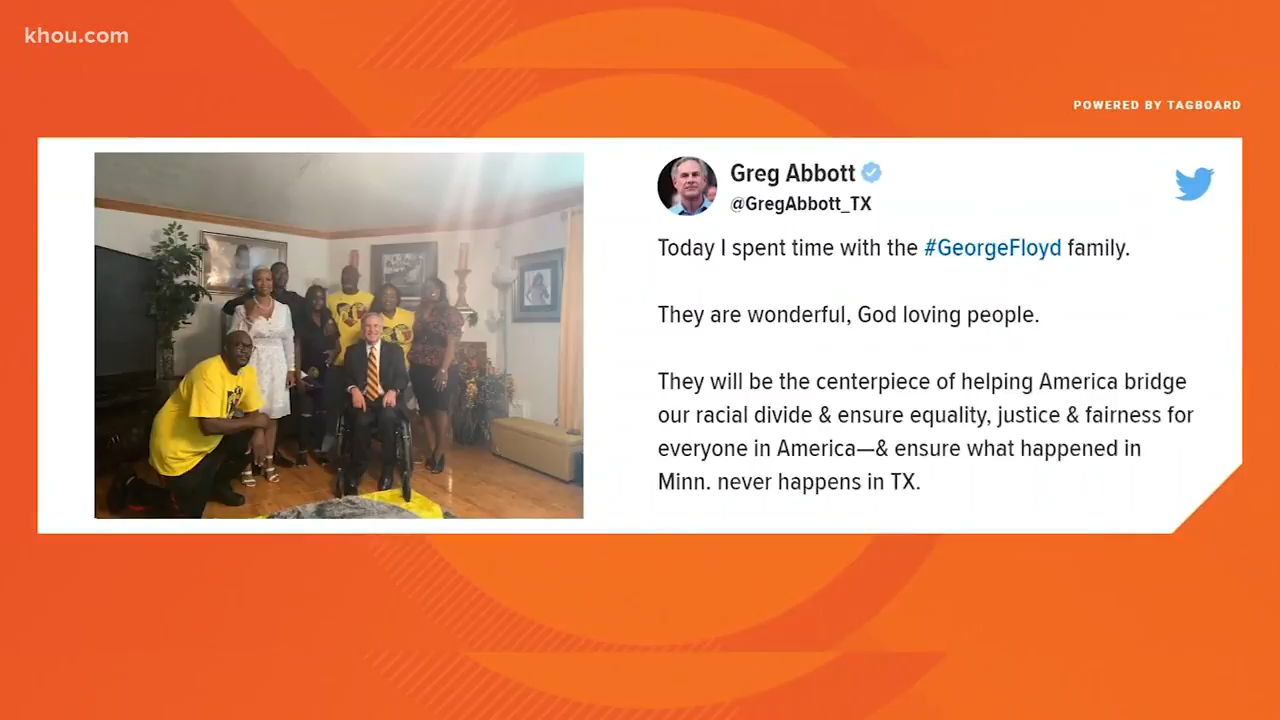 khou.com
POWERED BY TAGBOARD
Greg Abbott
@GregAbbott_TX
Today I spent time with the #GeorgeFloyd family.
They are wonderful, God loving people.
They will be the centerpiece of helping America bridge
our racial divide & ensure equality, justice & fairness for
everyone in America—& ensure what happened in
Minn. never happens in TX.